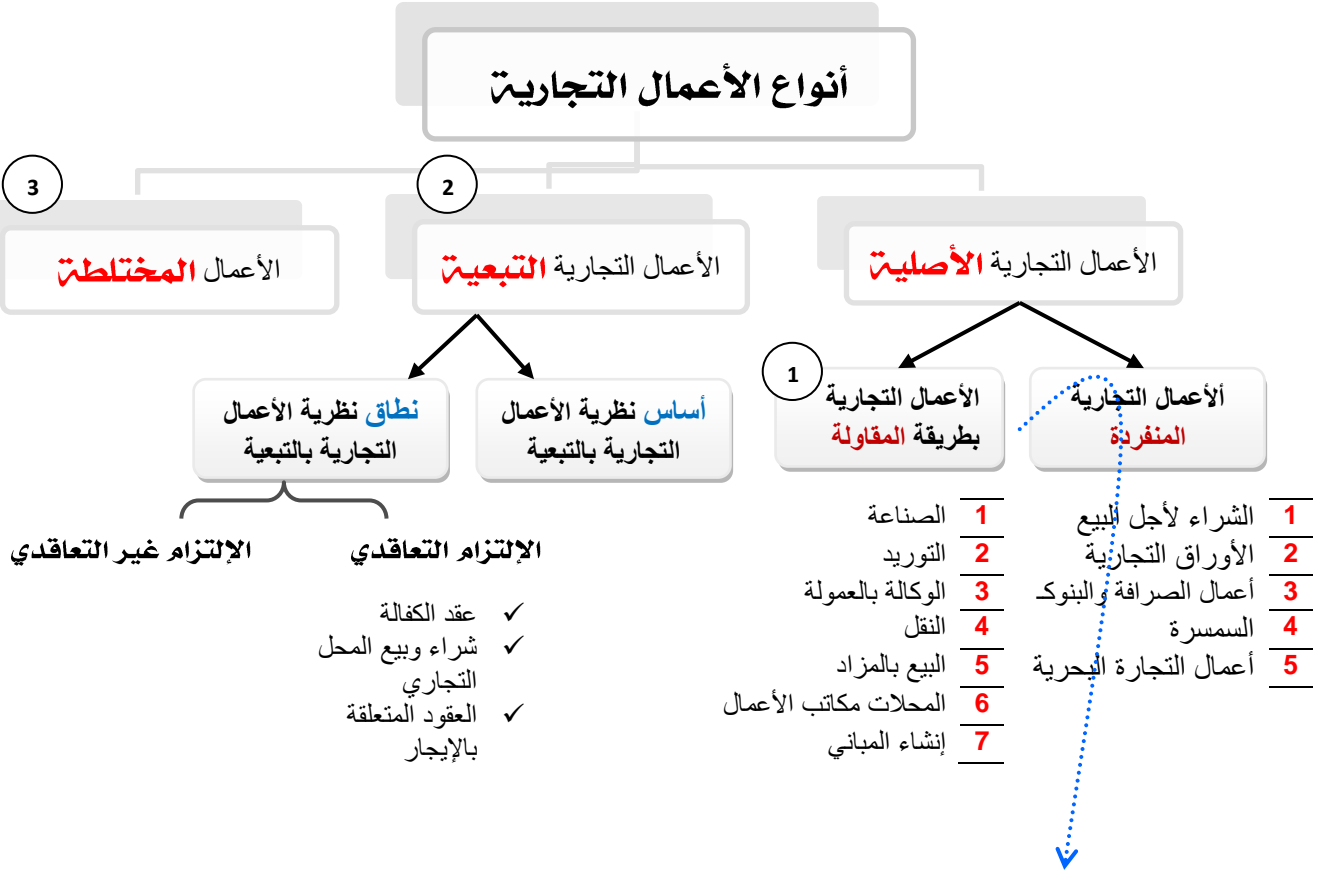 أنواع الأعمال التجارية
3
2
الأعمال التجارية الأصلية
الأعمال التجارية التبعية
الأعمال المختلطة
1
ألأعمال التجارية
المنفردة
الأعمال التجارية
بطريقة المقاولة
أساس نظرية الأعمال
التجارية بالتبعية
نطاق نظرية الأعمال
التجارية بالتبعية
1 الشراء لأجل البيع
2 الأوراق التجارية
3 أعمال الصرافة والبنوكـ
4 السمسرة
5 أعمال التجارة البحرية
1 الصناعة
2 التوريد
3 الوكالة بالعمولة
4 النقل
5 البيع بالمزاد
6 المحلات مكاتب الأعمال
7 إنشاء المباني
الإلتزام التعاقدي
الإلتزام غير التعاقدي
✓ عقد الكفالة
✓ شراء وبيع المحل
التجاري
✓ العقود المتعلقة
بالإيجار